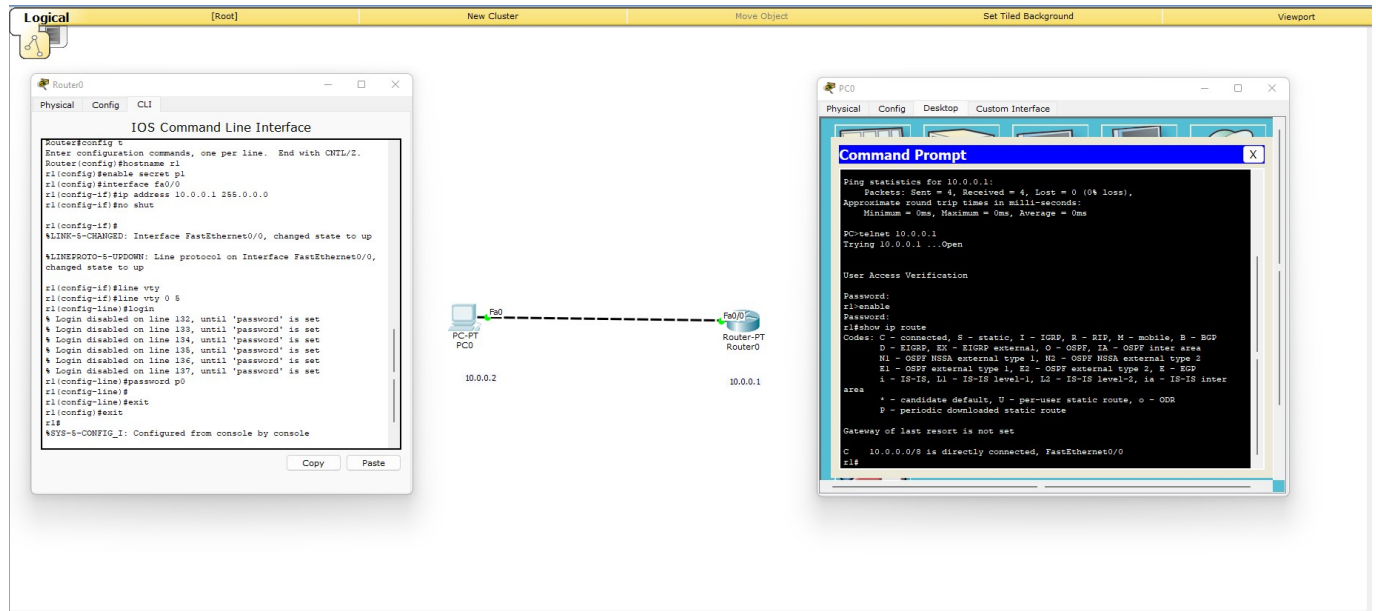 Logical [Root] New Cluster Move Object Set Tiled Background Viewport
Router0
Physical Config CLI
IOS Command Line Interface
Router#config t
Enter configuration commands, one per line. End with CNTL/Z.
Router(config)#hostname r1
r1(config)#enable secret p1
r1(config)#interface fa0/0
r1(config-if)#ip address 10.0.0.1 255.0.0.0
r1(config-if)#no shut
r1(config-if)#
%LINK-5-CHANGED: Interface FastEthernet0/0, changed state to up
%LINEPROTO-5-UPDOWN: Line protocol on Interface FastEthernet0/0,
changed state to up
r1(config-if)#line vty
r1(config-if)#line vty 0 5
r1(config-line)#login
% Login disabled on line 132, until 'password' is set
% Login disabled on line 133, until 'password' is set
% Login disabled on line 134, until 'password' is set
% Login disabled on line 135, until 'password' is set
% Login disabled on line 136, until 'password' is set
% Login disabled on line 137, until 'password' is set
r1(config-line)#password p0
r1(config-line)#
r1(config-line)#exit
r1(config)#exit
r1#
%SYS-5-CONFIG_I: Configured from console by console
Copy Paste
Fa0
PC-PT
PC0
10.0.0.2
Fa0/0
Router-PT
Router0
10.0.0.1
PC0
Physical Config Desktop Custom Interface
Command Prompt X
Ping statistics for 10.0.0.1:
Packets: Sent = 4, Received = 4, Lost = 0 (0% loss),
Approximate round trip times in milli-seconds:
Minimum = 0ms, Maximum = 0ms, Average = 0ms
PC>telnet 10.0.0.1
Trying 10.0.0.1 ...Open
User Access Verification
Password:
r1>enable
Password:
r1#show ip route
Codes: C - connected, S - static, I - IGRP, R - RIP, M - mobile, B - BGP
D - EIGRP, EX - EIGRP external, O - OSPF, IA - OSPF inter area
N1 - OSPF NSSA external type 1, N2 - OSPF NSSA external type 2
E1 - OSPF external type 1, E2 - OSPF external type 2, E - EGP
i - IS-IS, L1 - IS-IS level-1, L2 - IS-IS level-2, ia - IS-IS inter
area
* - candidate default, U - per-user static route, o - ODR
P - periodic downloaded static route
Gateway of last resort is not set
C 10.0.0.0/8 is directly connected, FastEthernet0/0
r1#